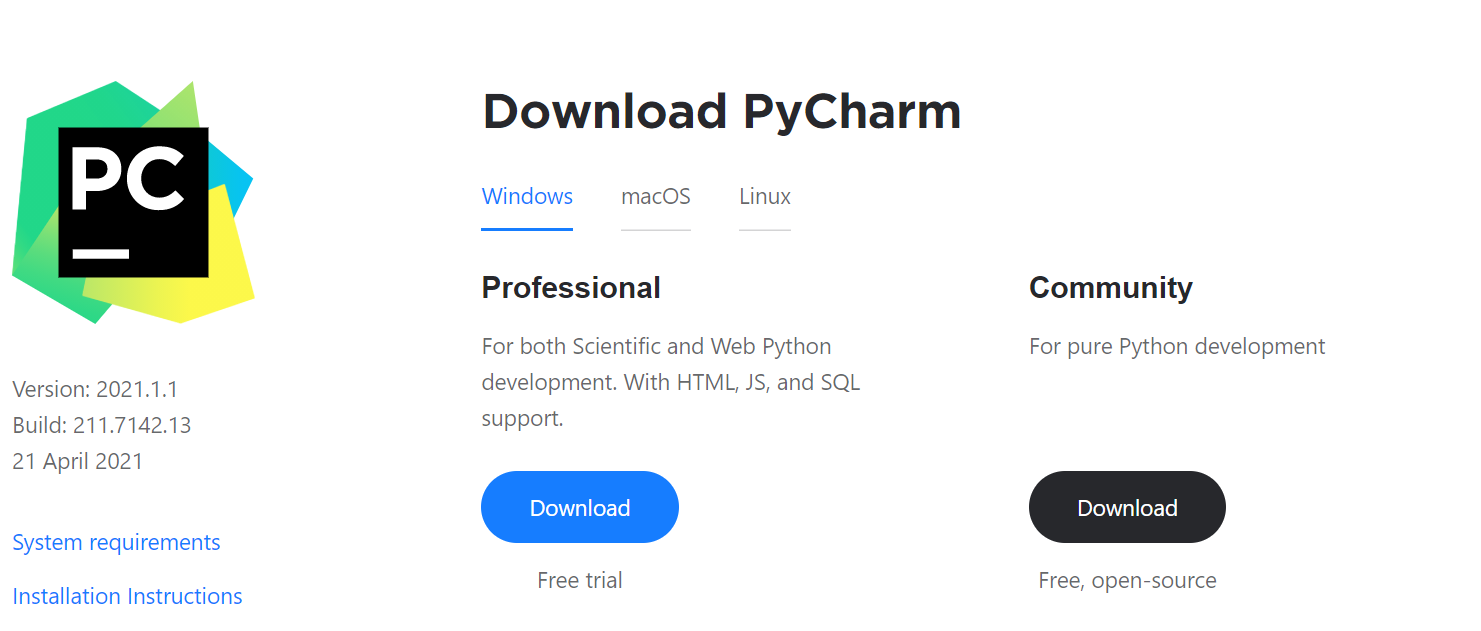 PC
Version: 2021.1.1
Build: 211.7142.13
21 April 2021
System requirements
Installation Instructions
Download PyCharm
Windows macOS Linux
Professional
For both Scientific and Web Python
development. With HTML, JS, and SQL
support.
Download
Free trial
Community
For pure Python development
Download
Free, open-source